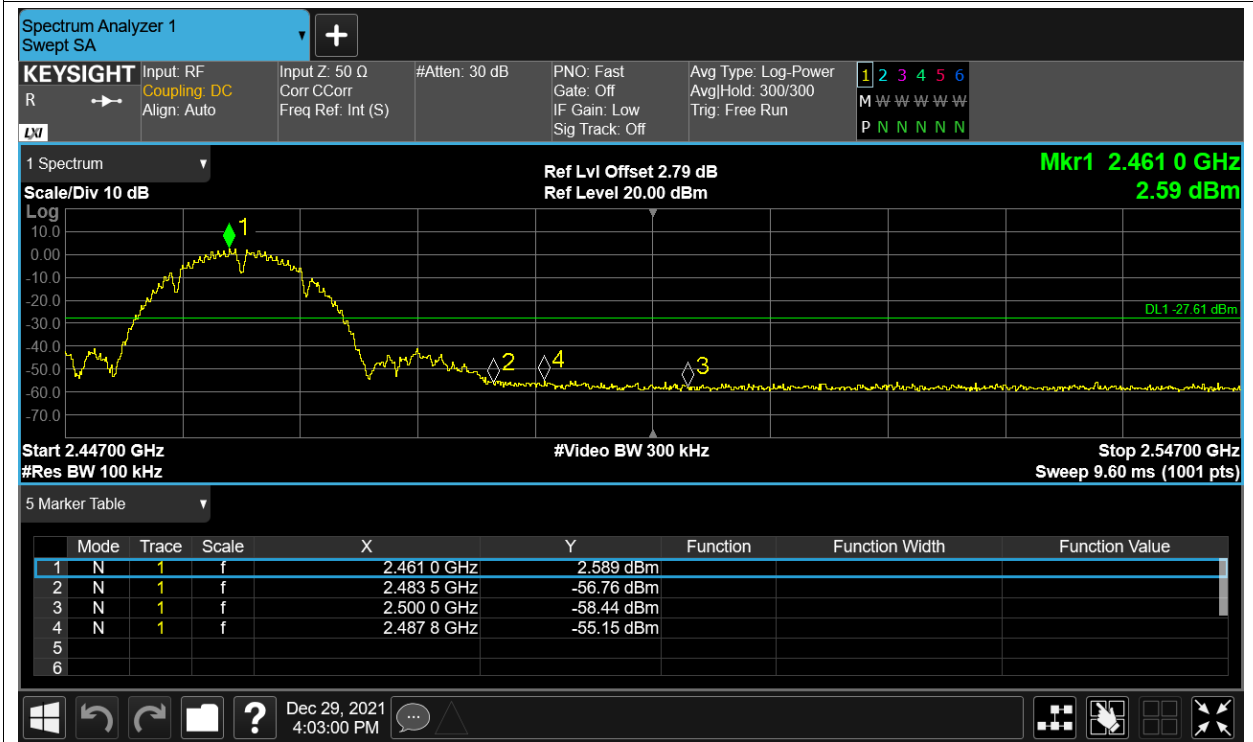 Spectrum Analyzer 1
Swept SA
+
KEYSIGHT Input: RF Input Z: 50 Ω #Atten: 30 dB PNO: Fast Avg Type: Log-Power 1 2 3 4 5 6
R Coupling: DC Corr CCorr Gate: Off Avg|Hold: 300/300 M W W W W W
Align: Auto Freq Ref: Int (S) IF Gain: Low Trig: Free Run
LXI Sig Track: Off P N N N N N N
1 Spectrum Ref Lvl Offset 2.79 dB Mkr1 2.461 0 GHz
Scale/Div 10 dB Ref Level 20.00 dBm 2.59 dBm
Log
10.0
0.00
-10.0
-20.0
-30.0
-40.0
-50.0
-60.0
-70.0
1
DL1 -27.61 dBm
2 4 3
Start 2.44700 GHz #Video BW 300 kHz Stop 2.54700 GHz
#Res BW 100 kHz Sweep 9.60 ms (1001 pts)
5 Marker Table
Mode Trace Scale X Y Function Function Width Function Value
1 N 1 f 2.461 0 GHz 2.589 dBm
2 N 1 f 2.483 5 GHz -56.76 dBm
3 N 1 f 2.500 0 GHz -58.44 dBm
4 N 1 f 2.487 8 GHz -55.15 dBm
5
6
? Dec 29, 2021
4:03:00 PM